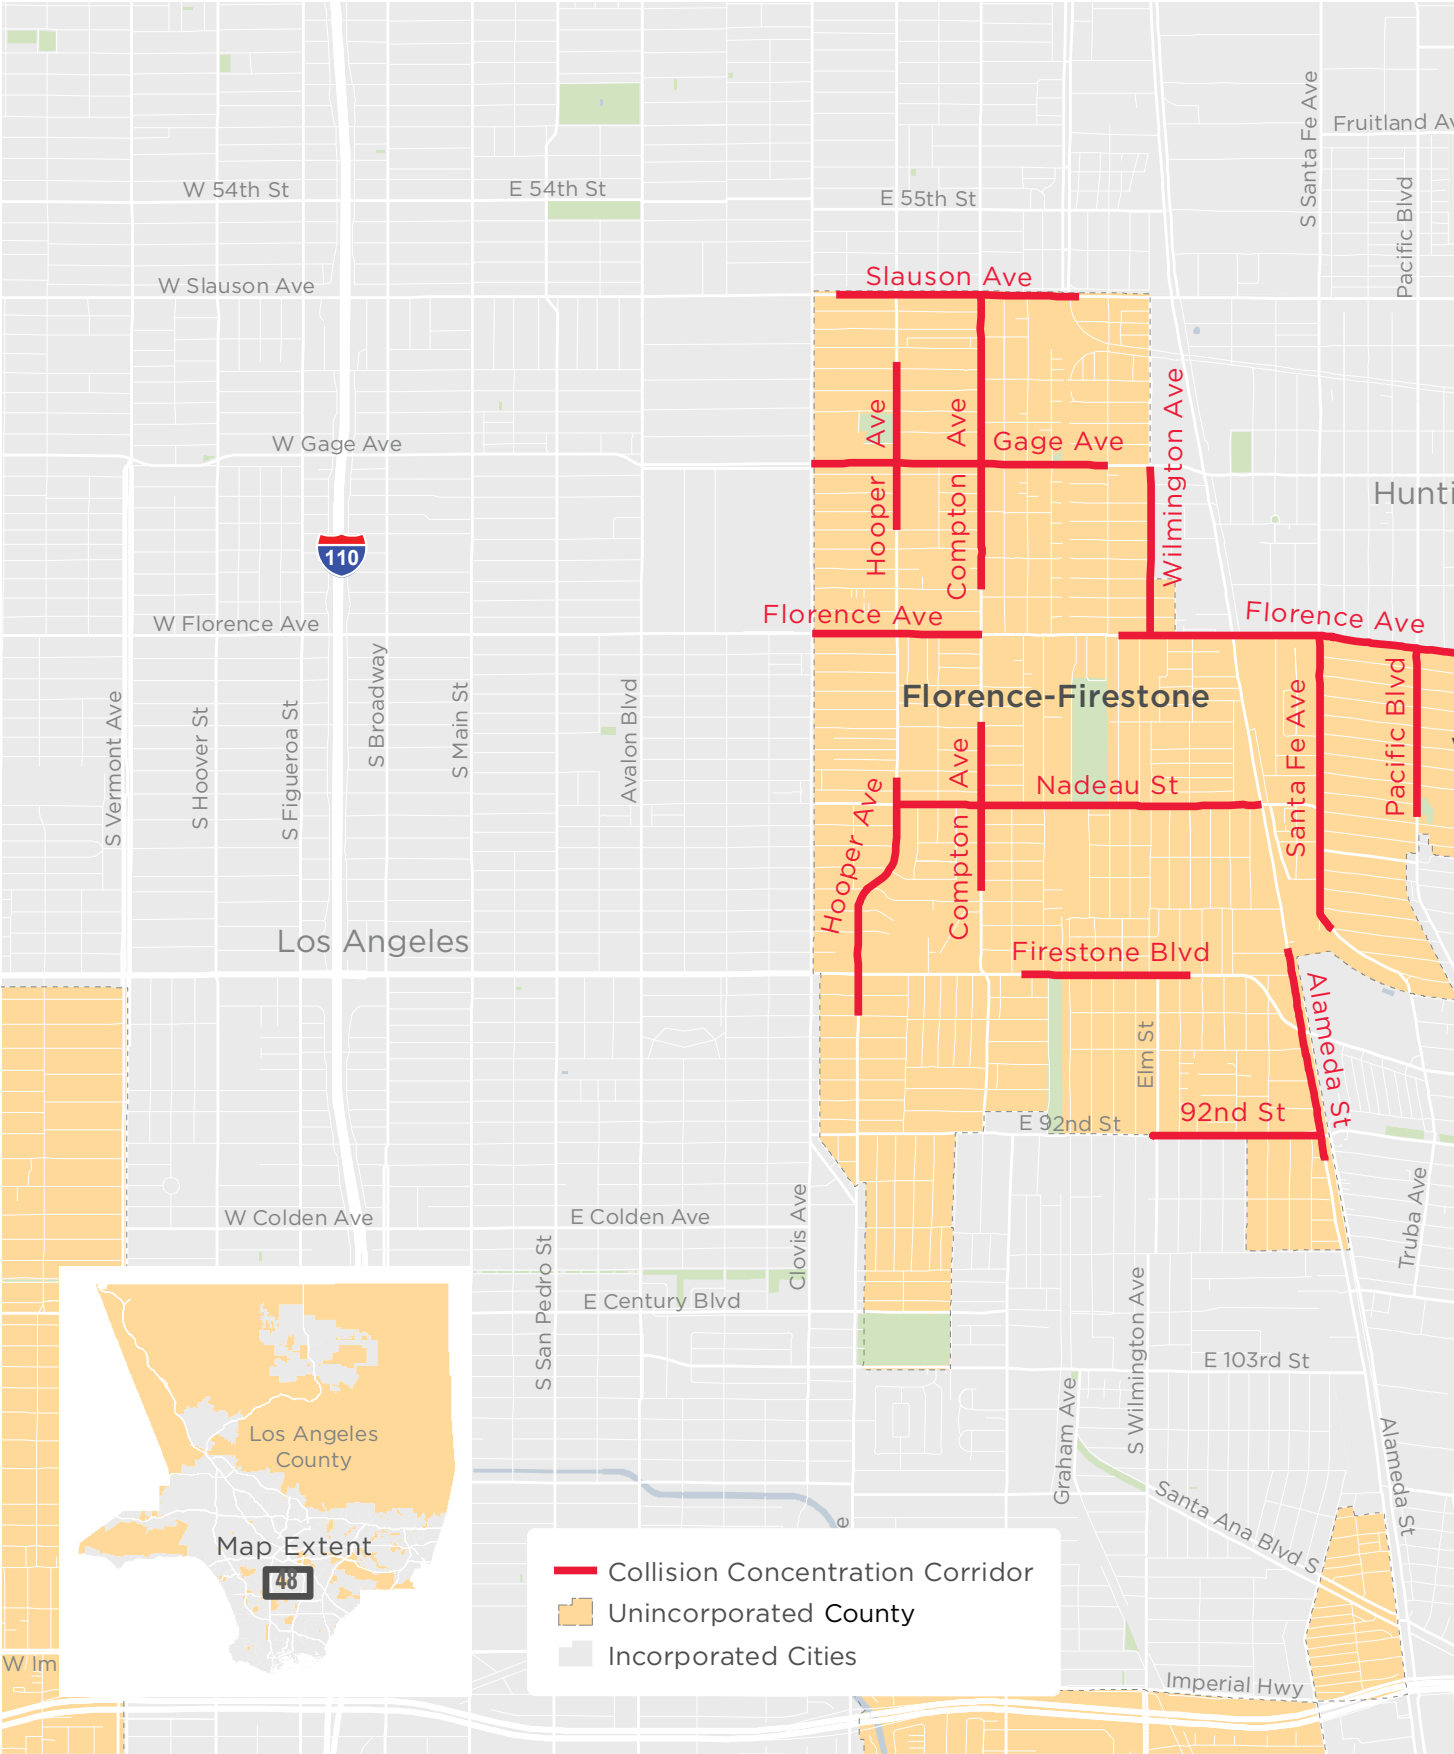 S Santa Fe Ave
Fruitland Av
Pacific Blvd
W 54th St
E 54th St
E 55th St
W Slauson Ave
Slauson Ave
Wilmington Ave
Hooper Ave
Compton Ave
W Gage Ave
Gage Ave
Hunti
110
W Florence Ave
Florence Ave
Florence Ave
S Vermont Ave
S Hoover St
S Figueroa St
S Broadway
S Main St
Avalon Blvd
Florence-Firestone
Santa Fe Ave
Pacific Blvd
Hooper Ave
Compton Ave
Nadeau St
Los Angeles
Firestone Blvd
Alameda St
Elm St
92nd St
E 92nd St
Truba Ave
W Colden Ave
E Colden Ave
Clovis Ave
S San Pedro St
E Century Blvd
S Wilmington Ave
E 103rd St
Graham Ave
Alameda St
Santa Ana Blvd S
Los Angeles
County
Map Extent
48
e
Collision Concentration Corridor
Unincorporated County
Incorporated Cities
W Im
Imperial Hwy